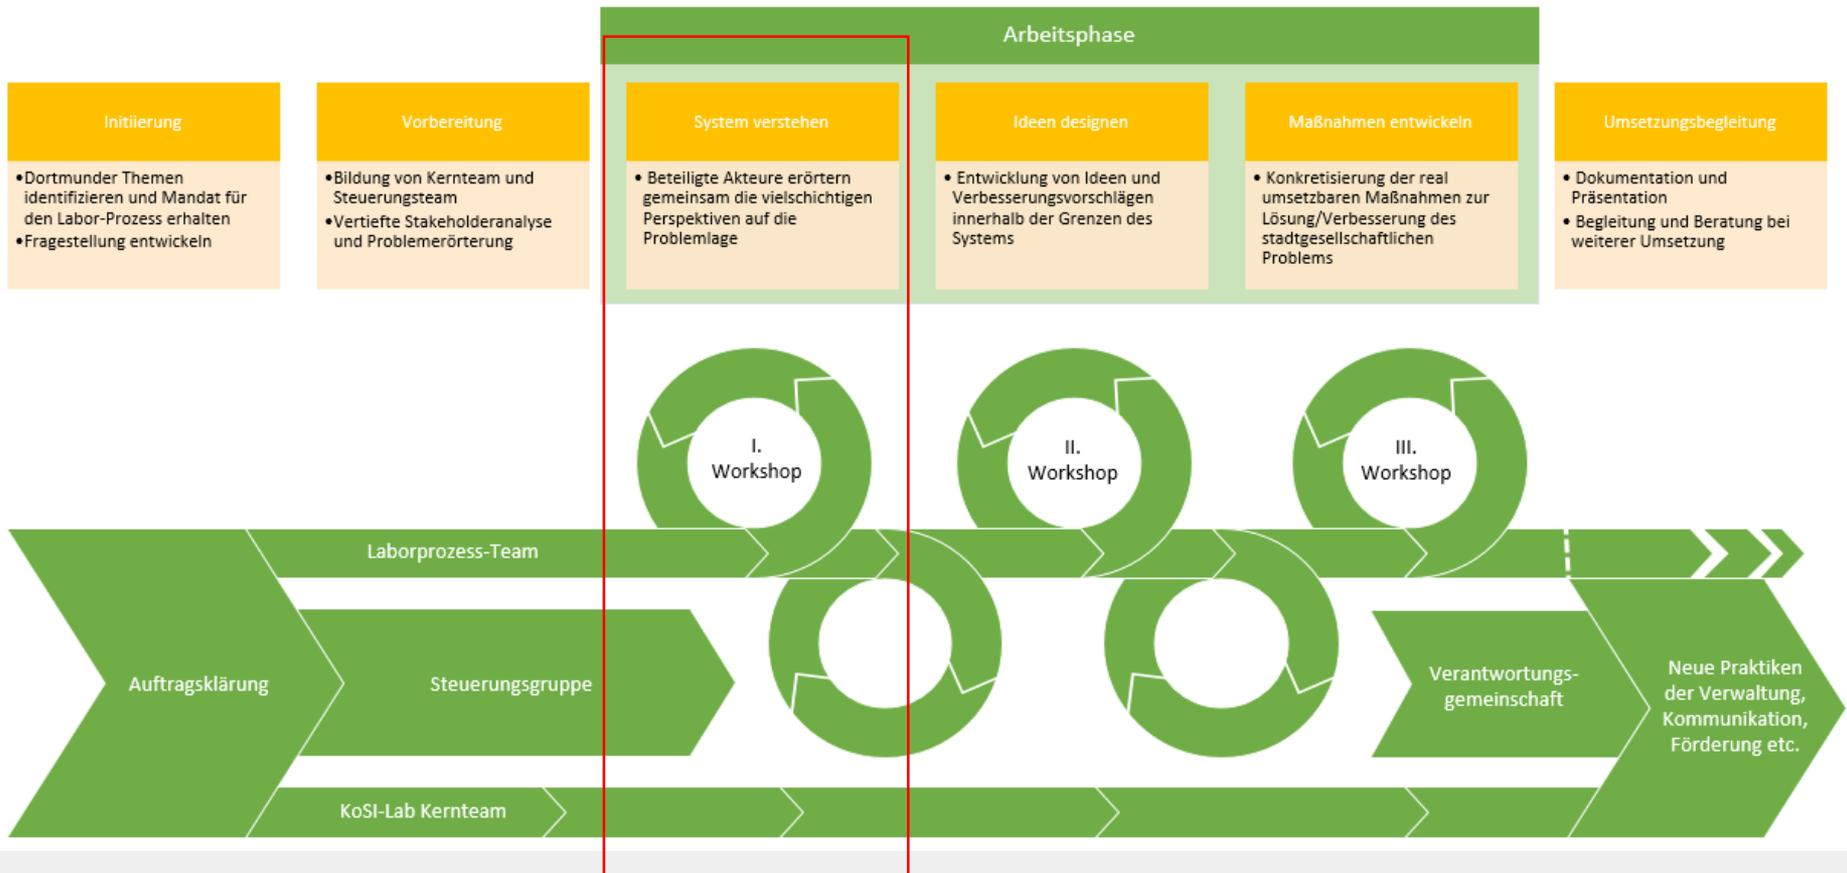 Arbeitsphase
Initiierung
•Dortmunder Themen
identifizieren und Mandat für
den Labor-Prozess erhalten
•Fragestellung entwickeln
Vorbereitung
•Bildung von Kernteam und
Steuerungsteam
•Vertiefte Stakeholderanalyse
und Problemerörterung
System verstehen
• Beteiligte Akteure erörtern
gemeinsam die vielschichtigen
Perspektiven auf die
Problemlage
Ideen designen
• Entwicklung von Ideen und
Verbesserungsvorschlägen
innerhalb der Grenzen des
Systems
Maßnahmen entwickeln
• Konkretisierung der real
umsetzbaren Maßnahmen zur
Lösung/Verbesserung des
stadtgesellschaftlichen
Problems
Umsetzungsbegleitung
• Dokumentation und
Präsentation
• Begleitung und Beratung bei
weiterer Umsetzung
I.
Workshop
II.
Workshop
III.
Workshop
Laborprozess-Team
Auftragsklärung
Steuerungsgruppe
Verantwortungs-
gemeinschaft
Neue Praktiken
der Verwaltung,
Kommunikation,
Förderung etc.
KoSI-Lab Kernteam